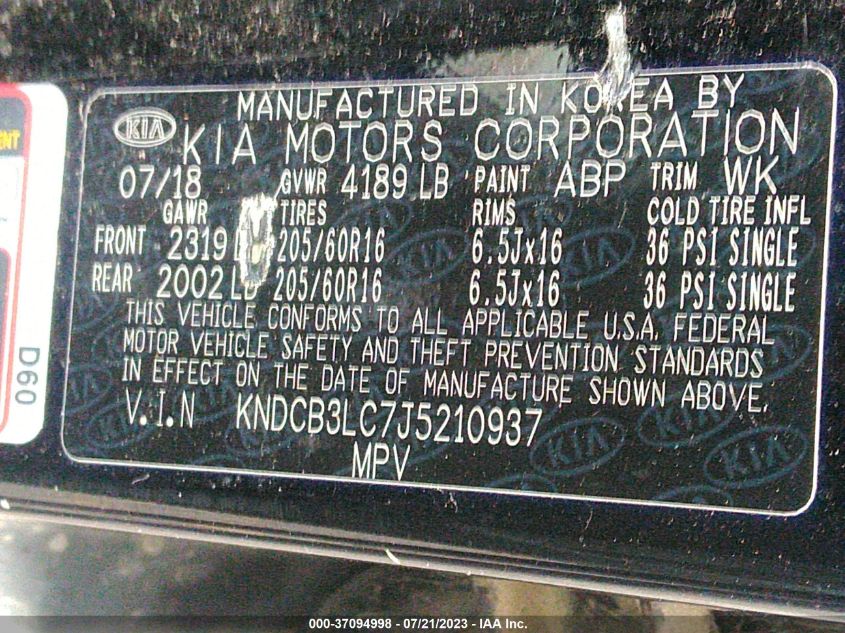 MANUFACTURED IN KOREA BY
KIA KIA MOTORS CORPORATION
07/18 GVWR 4189 LB PAINT ABP TRIM WK
GAWR TIRES RIMS COLD TIRE INFL
FRONT 2319 205/60R16 6.5Jx16 36 PSI SINGLE
REAR 2002 LB 205/60R16 6.5Jx16 36 PSI SINGLE
THIS VEHICLE CONFORMS TO ALL APPLICABLE U.S.A. FEDERAL
MOTOR VEHICLE SAFETY AND THEFT PREVENTION STANDARDS
IN EFFECT ON THE DATE OF MANUFACTURE SHOWN ABOVE.
V.I.N KNDCB3LC7J5210937
MPV
D60
000-37094998 - 07/21/2023 - IAA Inc.